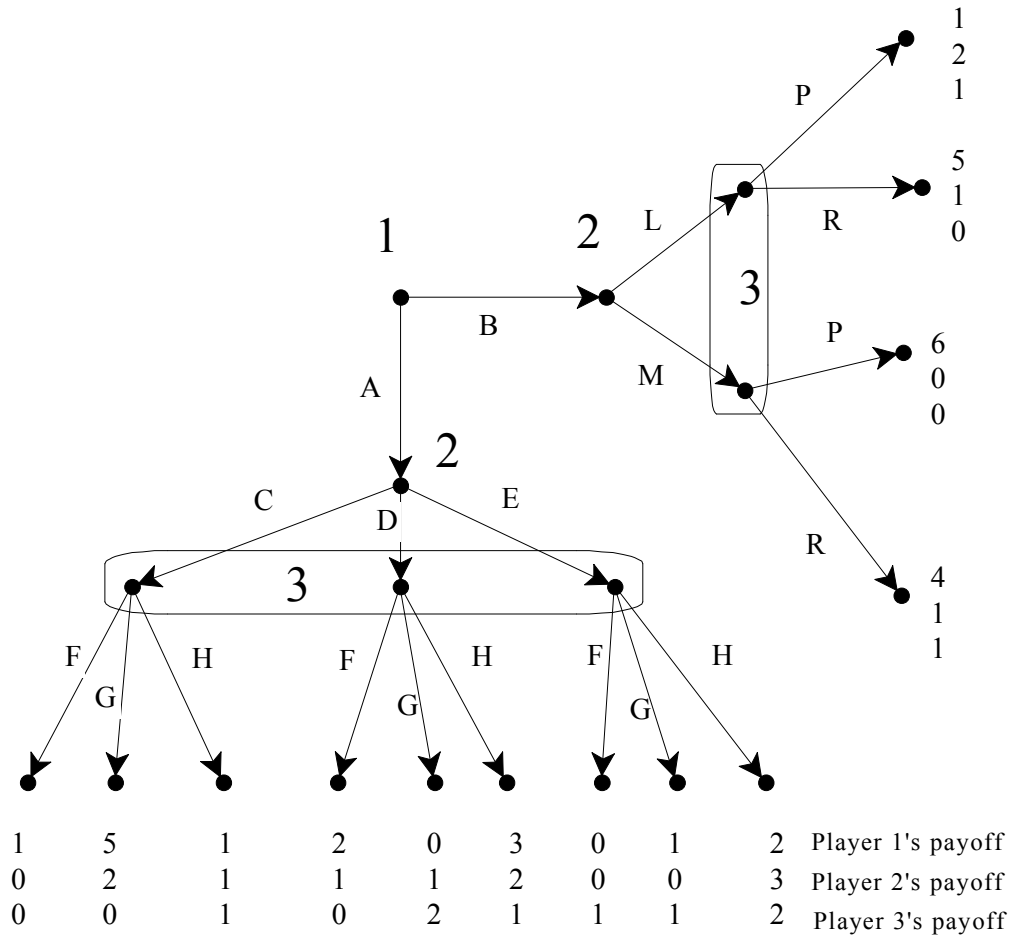 1
2
1
P
5
1
0
R
L
1
2
3
B
P
6
0
0
M
A
2
C
D
E
R
3
4
1
1
F
G
H
F
G
H
F
G
H
1 5 1 2 0 3 0 1 2 Player 1's payoff
0 2 1 1 1 2 0 0 3 Player 2's payoff
0 0 1 0 2 1 1 1 2 Player 3's payoff